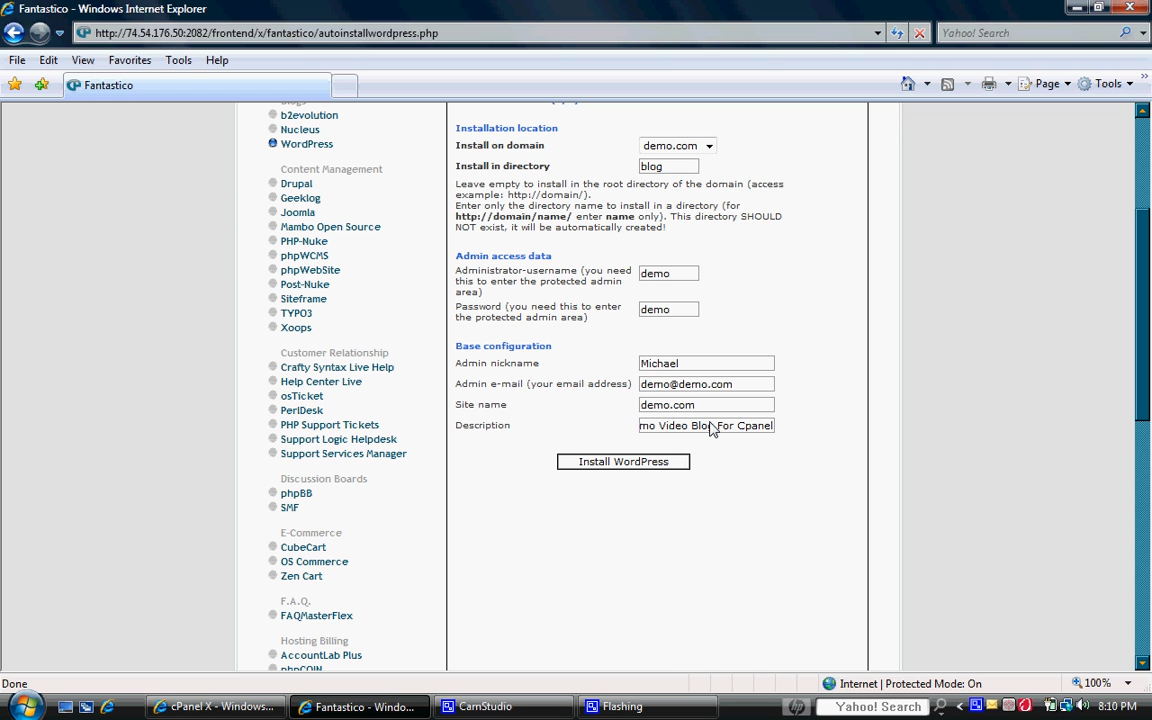 Fantastico - Windows Internet Explorer
http://74.54.176.50:2082/frontend/x/fantastico/autoinstallwordpress.php
Yahoo! Search
File Edit View Favorites Tools Help
Fantastico
Page Tools
b2evolution
Nucleus
WordPress
Content Management
Drupal
Geeklog
Joomla
Mambo Open Source
PHP-Nuke
phpWCMS
phpWebSite
Post-Nuke
Siteframe
TYPO3
Xoops
Customer Relationship
Crafty Syntax Live Help
Help Center Live
osTicket
PerlDesk
PHP Support Tickets
Support Logic Helpdesk
Support Services Manager
Discussion Boards
phpBB
SMF
E-Commerce
CubeCart
OS Commerce
Zen Cart
F.A.Q.
FAQMasterFlex
Hosting Billing
AccountLab Plus
phpCOIN
Installation location
Install on domain demo.com
Install in directory blog
Leave empty to install in the root directory of the domain (access
example: http://domain/).
Enter only the directory name to install in a directory (for
http://domain/name/ enter name only). This directory SHOULD
NOT exist, it will be automatically created!
Admin access data
Administrator-username (you need
this to enter the protected admin
area)
demo
Password (you need this to enter
the protected admin area)
demo
Base configuration
Admin nickname Michael
Admin e-mail (your email address) demo@demo.com
Site name demo.com
Description mo Video Blog For Cpanel
Install WordPress
Done
Internet | Protected Mode: On
100%
cPanel X - Windows...
Fantastico - Windo...
CamStudio
Flashing
Yahoo! Search
8:10 PM